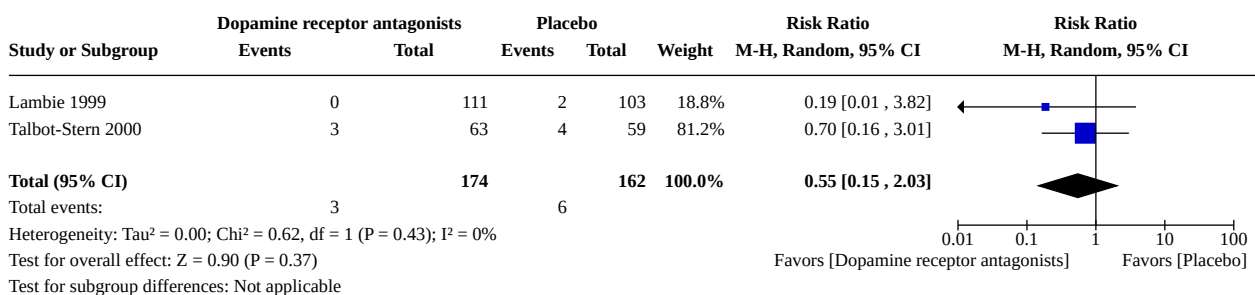 Dopamine receptor antagonists Placebo Risk Ratio Risk Ratio
Study or Subgroup Events Total Events Total Weight M-H, Random, 95% CI M-H, Random, 95% CI
Lambie 1999 0 111 2 103 18.8% 0.19 [0.01 , 3.82]
Talbot-Stern 2000 3 63 4 59 81.2% 0.70 [0.16 , 3.01]
Total (95% CI) 174 162 100.0% 0.55 [0.15 , 2.03]
Total events: 3 6
Heterogeneity: Tau² = 0.00; Chi² = 0.62, df = 1 (P = 0.43); I² = 0%
0.01 0.1 1 10 100
Test for overall effect: Z = 0.90 (P = 0.37) Favors [Dopamine receptor antagonists] Favors [Placebo]
Test for subgroup differences: Not applicable